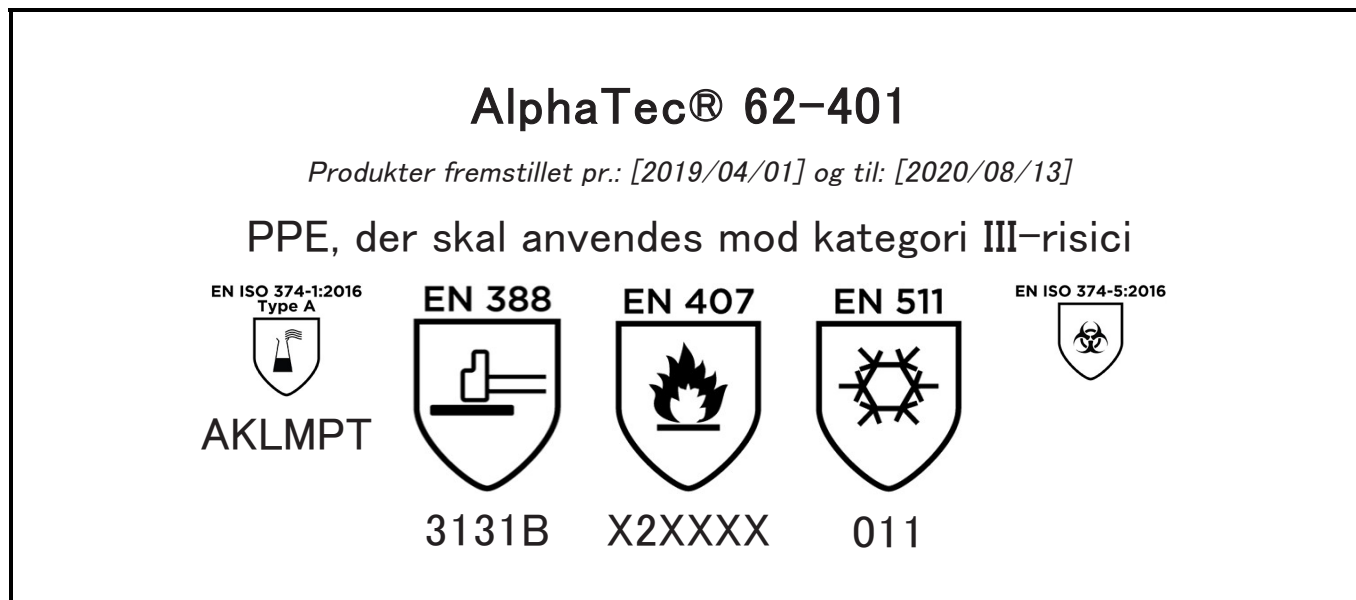 AlphaTec® 62-401
Produkter fremstillet pr.: [2019/04/01] og til: [2020/08/13]
PPE, der skal anvendes mod kategori III-risici
EN ISO 374-1:2016
Type A
AKLMPT
EN 388
3131B
EN 407
X2XXXX
EN 511
011
EN ISO 374-5:2016